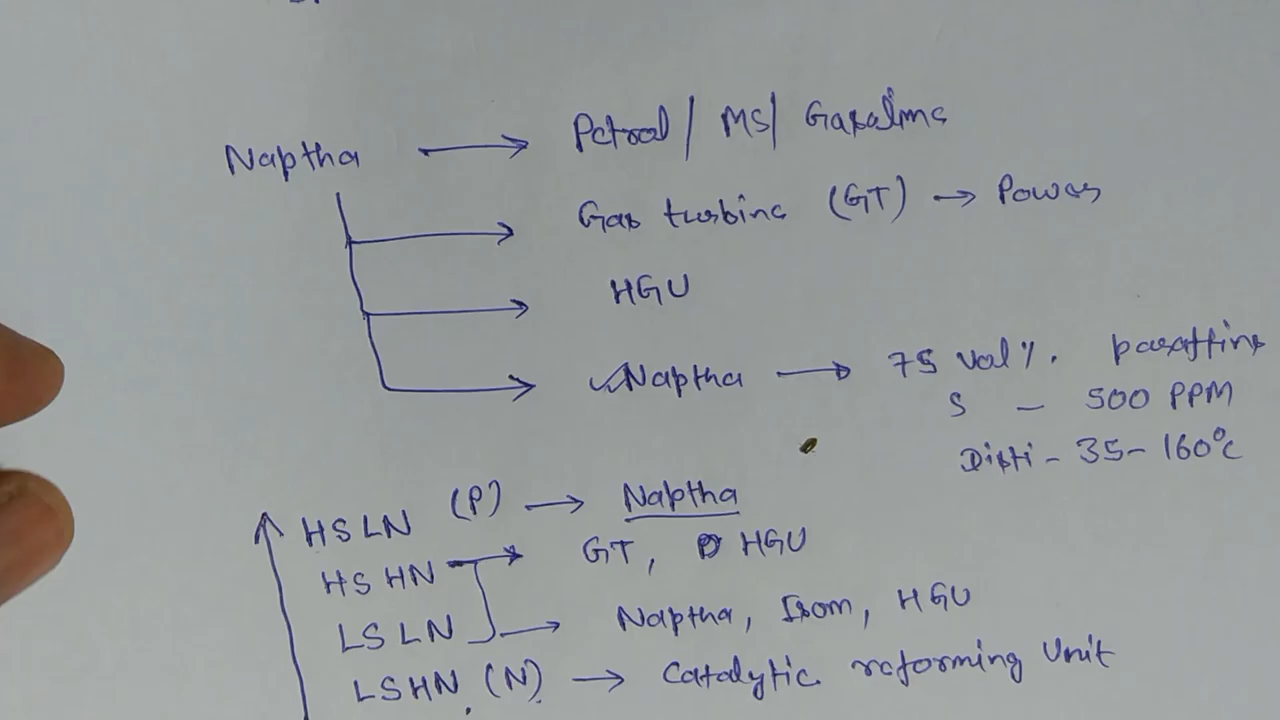 Naptha → Petrol / MS / Gasoline
Gas turbine (GT) → Power
HGU
✓Naptha → 75 vol %. paraffins
S - 500 PPM
Disti - 35-160°c
HSLN (P) → Naptha
HSHN → GT, HGU
LSLN → Naptha, Isom, HGU
LSHN (N) → Catalytic reforming Unit